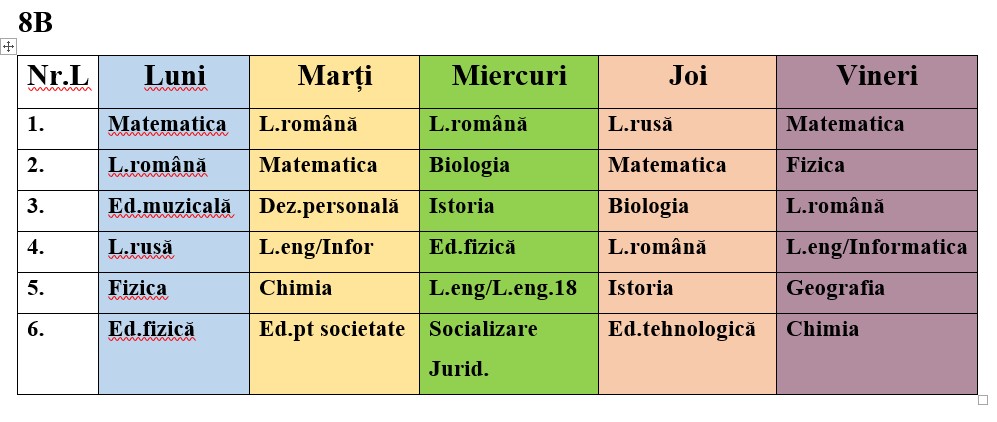 8B
Nr.L Luni Marți Miercuri Joi Vineri
1. Matematica L.română L.română L.rusă Matematica
2. L.română Matematica Biologia Matematica Fizica
3. Ed.muzicală Dez.personală Istoria Biologia L.română
4. L.rusă L.eng/Infor Ed.fizică L.română L.eng/Informatica
5. Fizica Chimia L.eng/L.eng.18 Istoria Geografia
6. Ed.fizică Ed.pt societate Socializare Ed.tehnologică Chimia
Jurid.